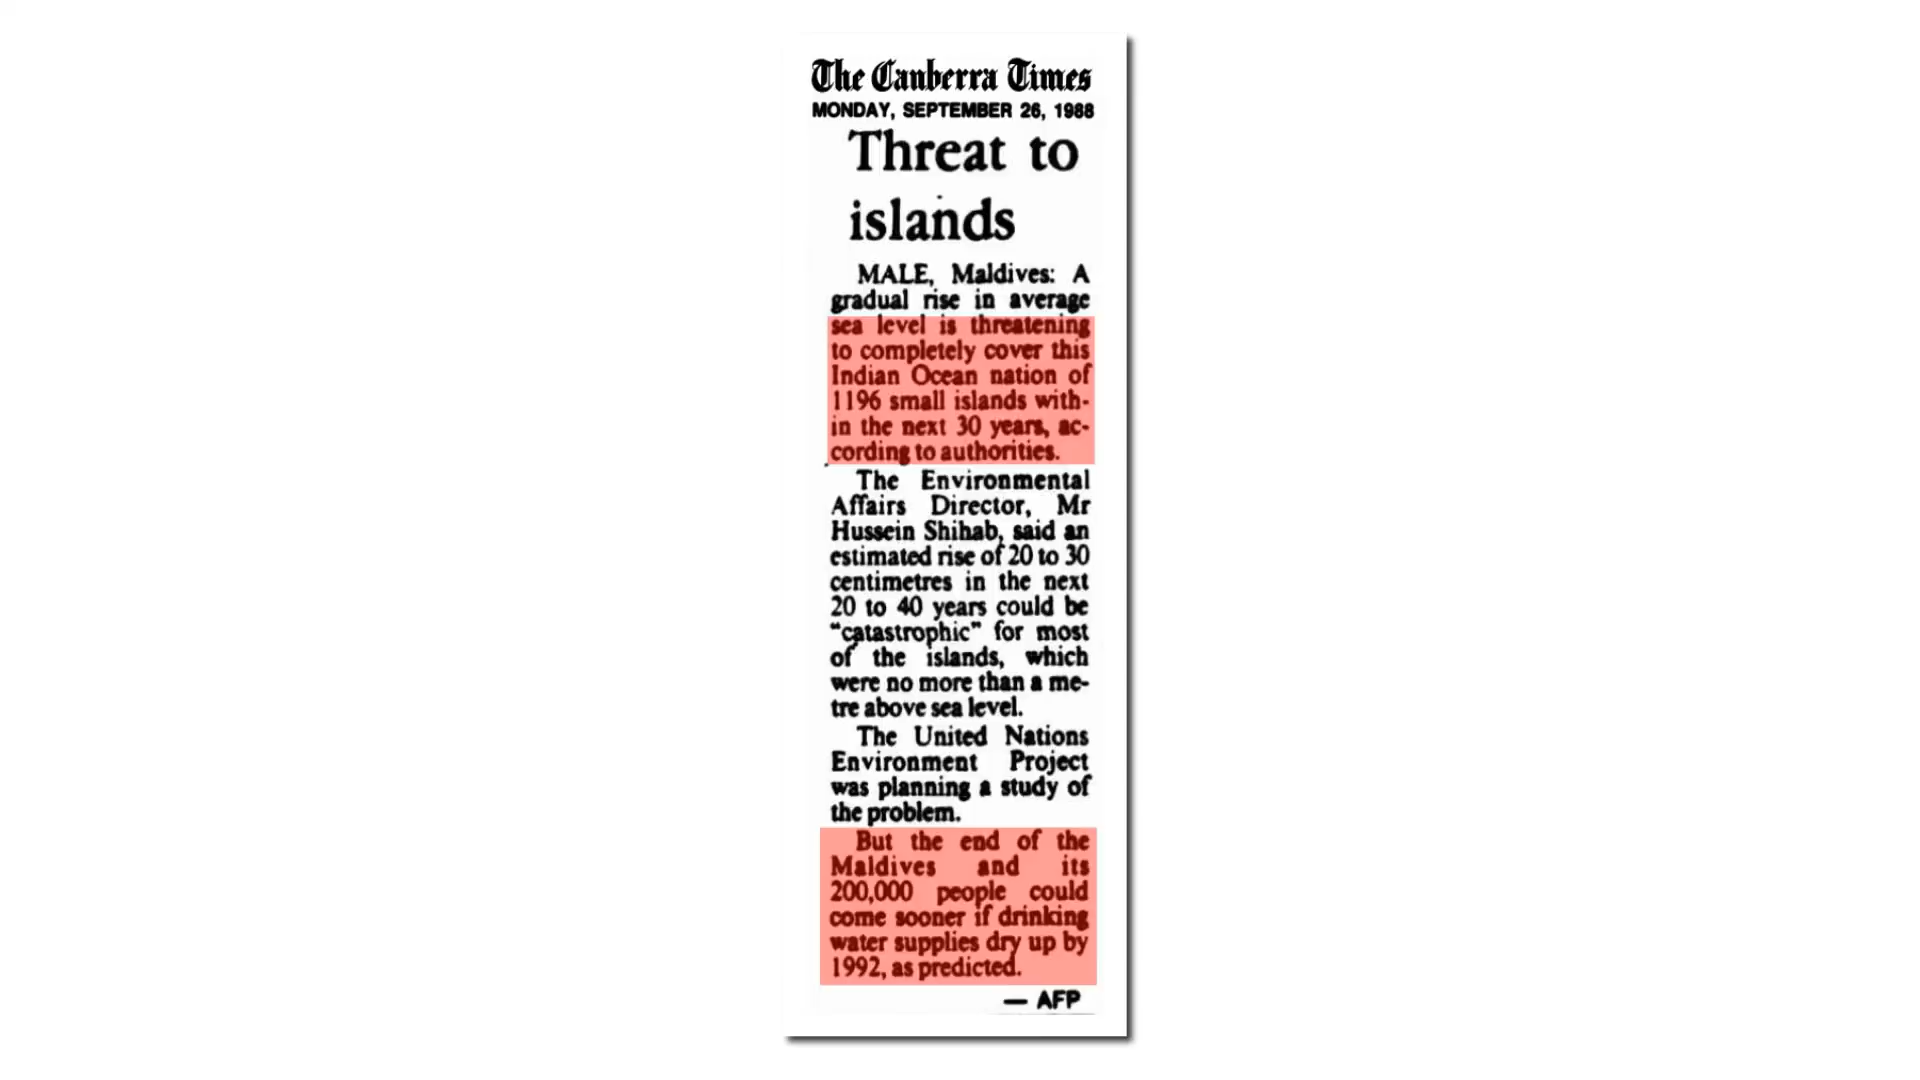 The Canberra Times
MONDAY, SEPTEMBER 26, 1988
Threat to
islands
MALE, Maldives: A
gradual rise in average
sea level is threatening
to completely cover this
Indian Ocean nation of
1196 small islands with-
in the next 30 years, ac-
cording to authorities.
The Environmental
Affairs Director, Mr
Hussein Shihab, said an
estimated rise of 20 to 30
centimetres in the next
20 to 40 years could be
"catastrophic" for most
of the islands, which
were no more than a me-
tre above sea level.
The United Nations
Environment Project
was planning a study of
the problem.
But the end of the
Maldives and its
200,000 people could
come sooner if drinking
water supplies dry up by
1992, as predicted.
— AFP